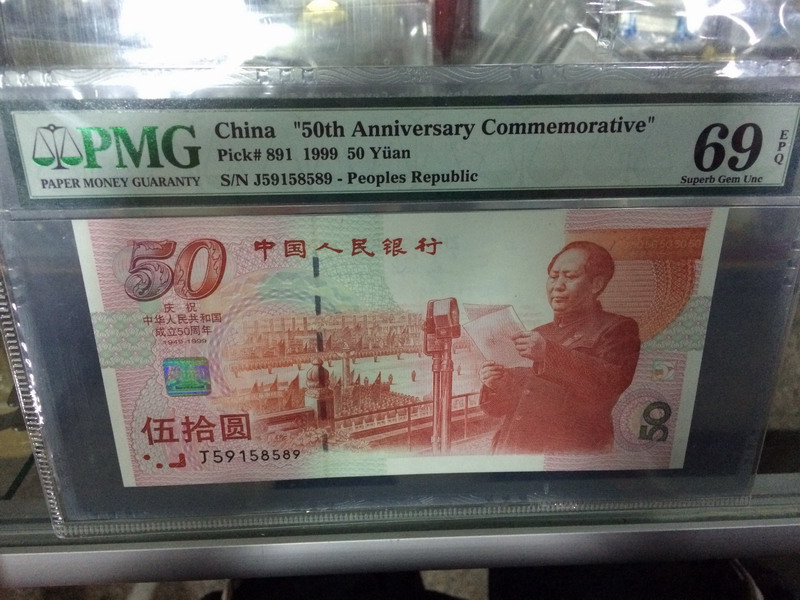 PMG
PAPER MONEY GUARANTY
China "50th Anniversary Commemorative"
Pick# 891 1999 50 Yüan
S/N J59158589 - Peoples Republic
69
EPQ
Superb Gem Unc
50
中国人民银行
庆祝
中华人民共和国
成立50周年
1949-1999
伍拾圆
J59158589
50